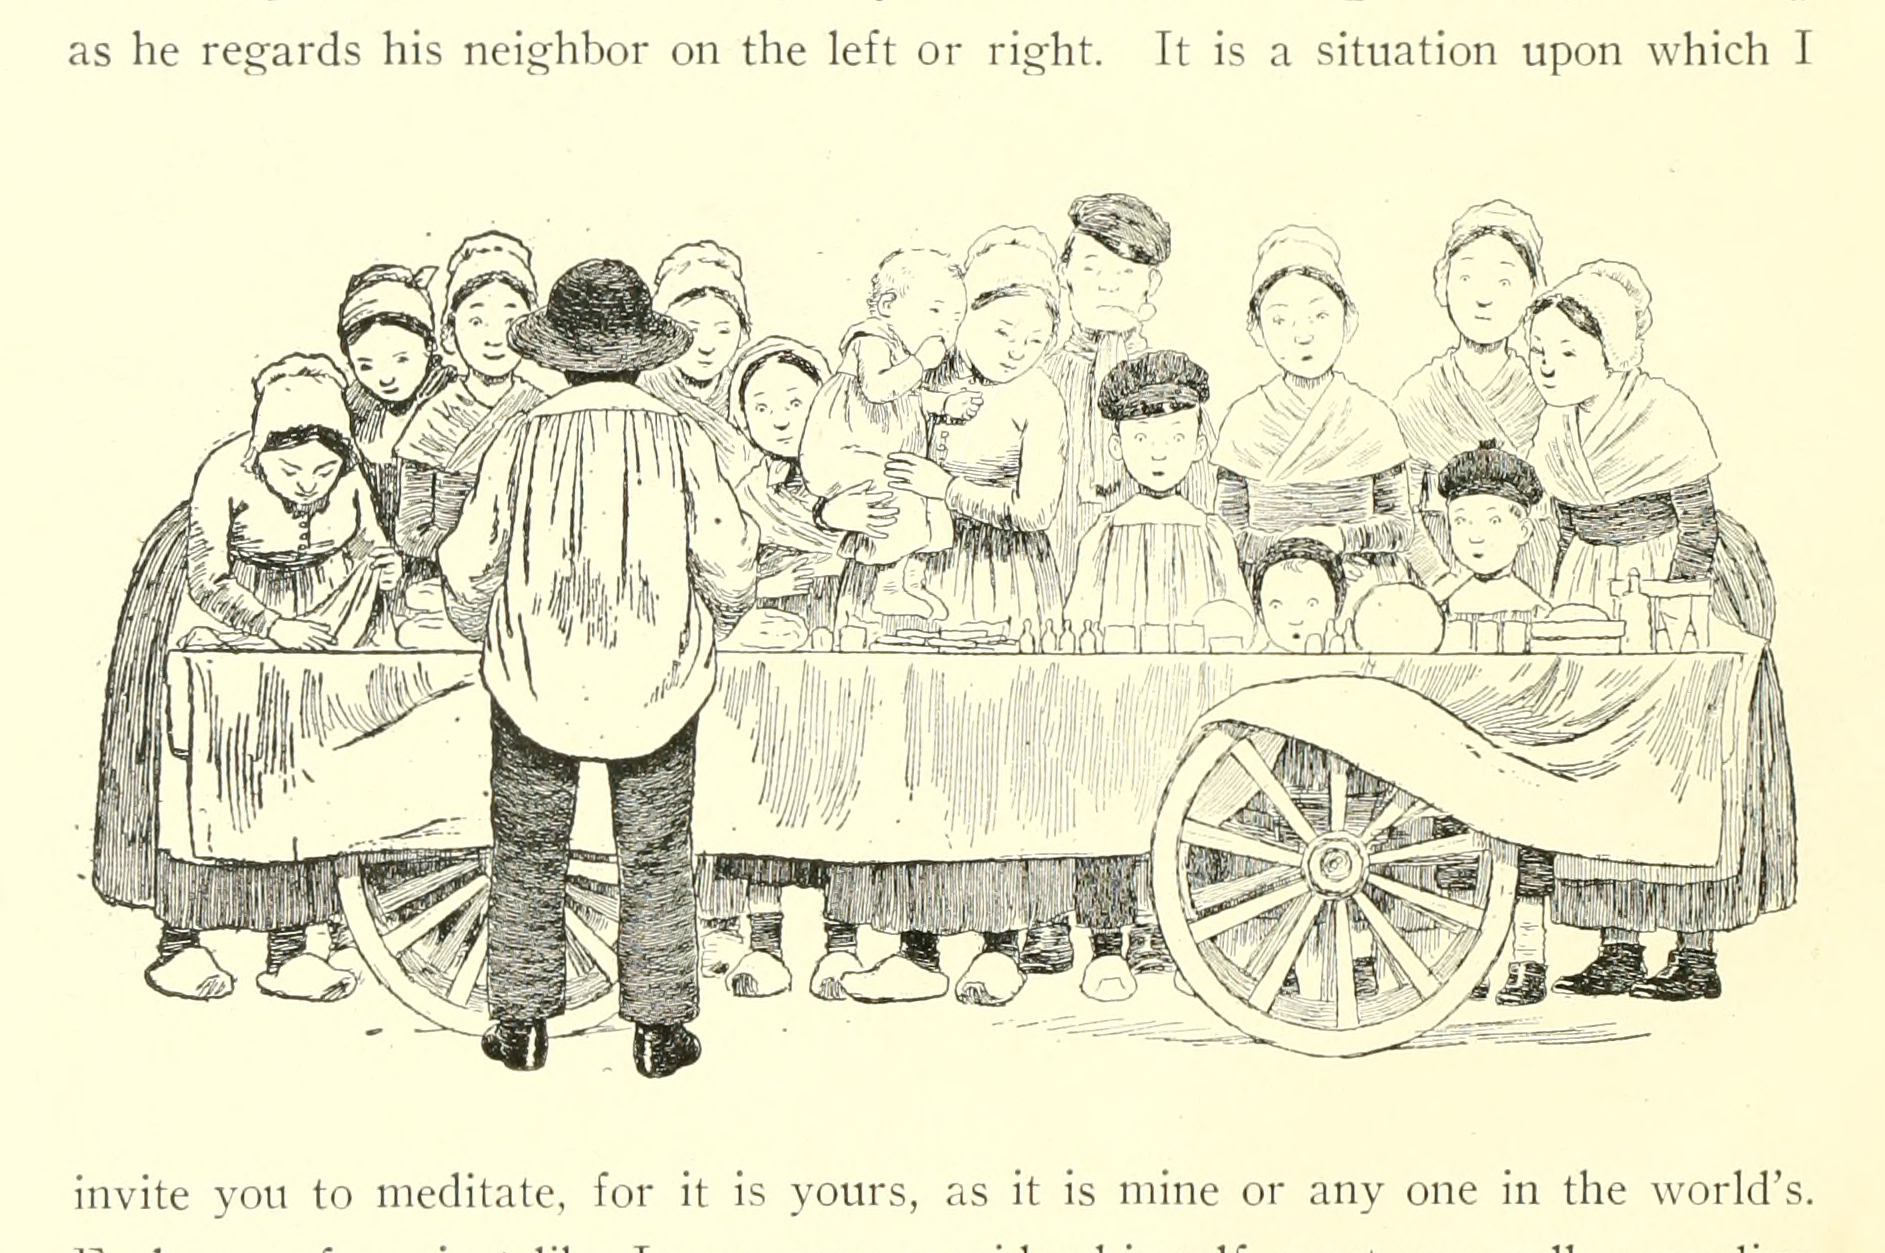 as he regards his neighbor on the left or right. It is a situation upon which I
invite you to meditate, for it is yours, as it is mine or any one in the world's.